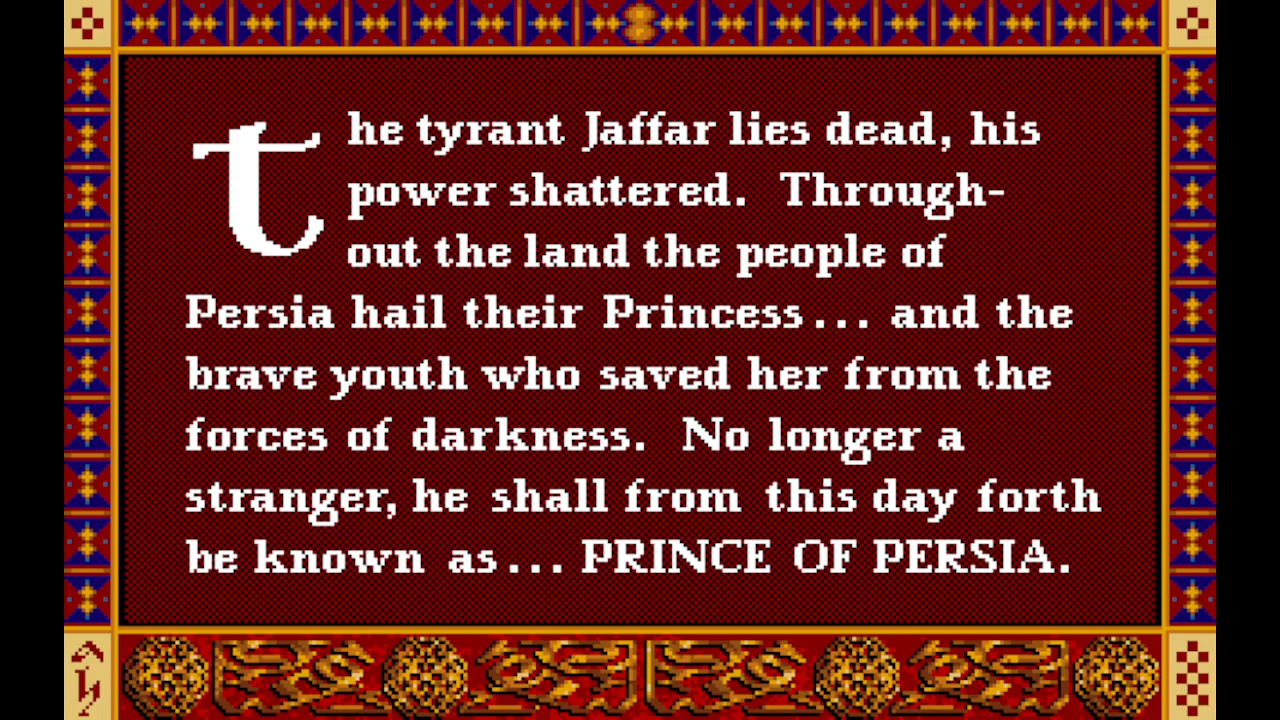 the tyrant Jaffar lies dead, his
power shattered.  Through-
out the land the people of
Persia hail their Princess... and the
brave youth who saved her from the
forces of darkness.  No longer a
stranger, he shall from this day forth
be known as... PRINCE OF PERSIA.